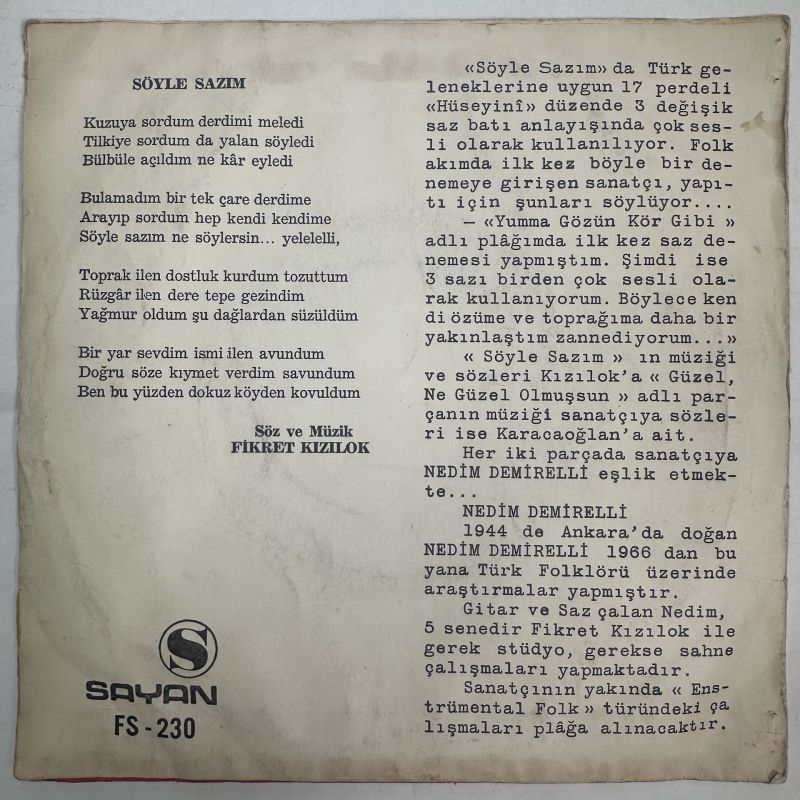 SÖYLE SAZIM
Kuzuya sordum derdimi meledi
Tilkiye sordum da yalan söyledi
Bülbüle açıldım ne kâr eyledi
Bulamadım bir tek çare derdime
Arayıp sordum hep kendi kendime
Söyle sazım ne söylersin... yelelelli,
Toprak ilen dostluk kurdum tozuttum
Rüzgâr ilen dere tepe gezindim
Yağmur oldum şu dağlardan süzüldüm
Bir yar sevdim ismi ilen avundum
Doğru söze kıymet verdim savundum
Ben bu yüzden dokuz köyden kovuldum
Söz ve Müzik
FİKRET KIZILOK
S
SAYAN
FS-230
«Söyle Sazım» da Türk ge-
leneklerine uygun 17 perdeli
«Hüseyinî» düzende 3 değişik
saz batı anlayışında çok ses-
li olarak kullanılıyor. Folk
akımda ilk kez böyle bir de-
nemeye girişen sanatçı, yapı-
tı için şunları söylüyor....
— «Yumma Gözün Kör Gibi »
adlı plâğımda ilk kez saz de-
nemesi yapmıştım. Şimdi ise
3 sazı birden çok sesli ola-
rak kullanıyorum. Böylece ken
di özüme ve toprağıma daha bir
yakınlaştım zannediyorum...»
« Söyle Sazım » ın müziği
ve sözleri Kızılok'a « Güzel,
Ne Güzel Olmuşsun » adlı par-
çanın müziği sanatçıya sözle-
ri ise Karacaoğlan'a ait.
Her iki parçada sanatçıya
NEDİM DEMİRELLİ eşlik etmek-
te...
NEDİM DEMİRELLİ
1944 de Ankara'da doğan
NEDİM DEMİRELLİ 1966 dan bu
yana Türk Folklörü üzerinde
araştırmalar yapmıştır.
Gitar ve Saz çalan Nedim,
5 senedir Fikret Kızılok ile
gerek stüdyo, gerekse sahne
çalışmaları yapmaktadır.
Sanatçının yakında « Ens-
trümental Folk » türündeki ça
lışmaları plâğa alınacaktır.